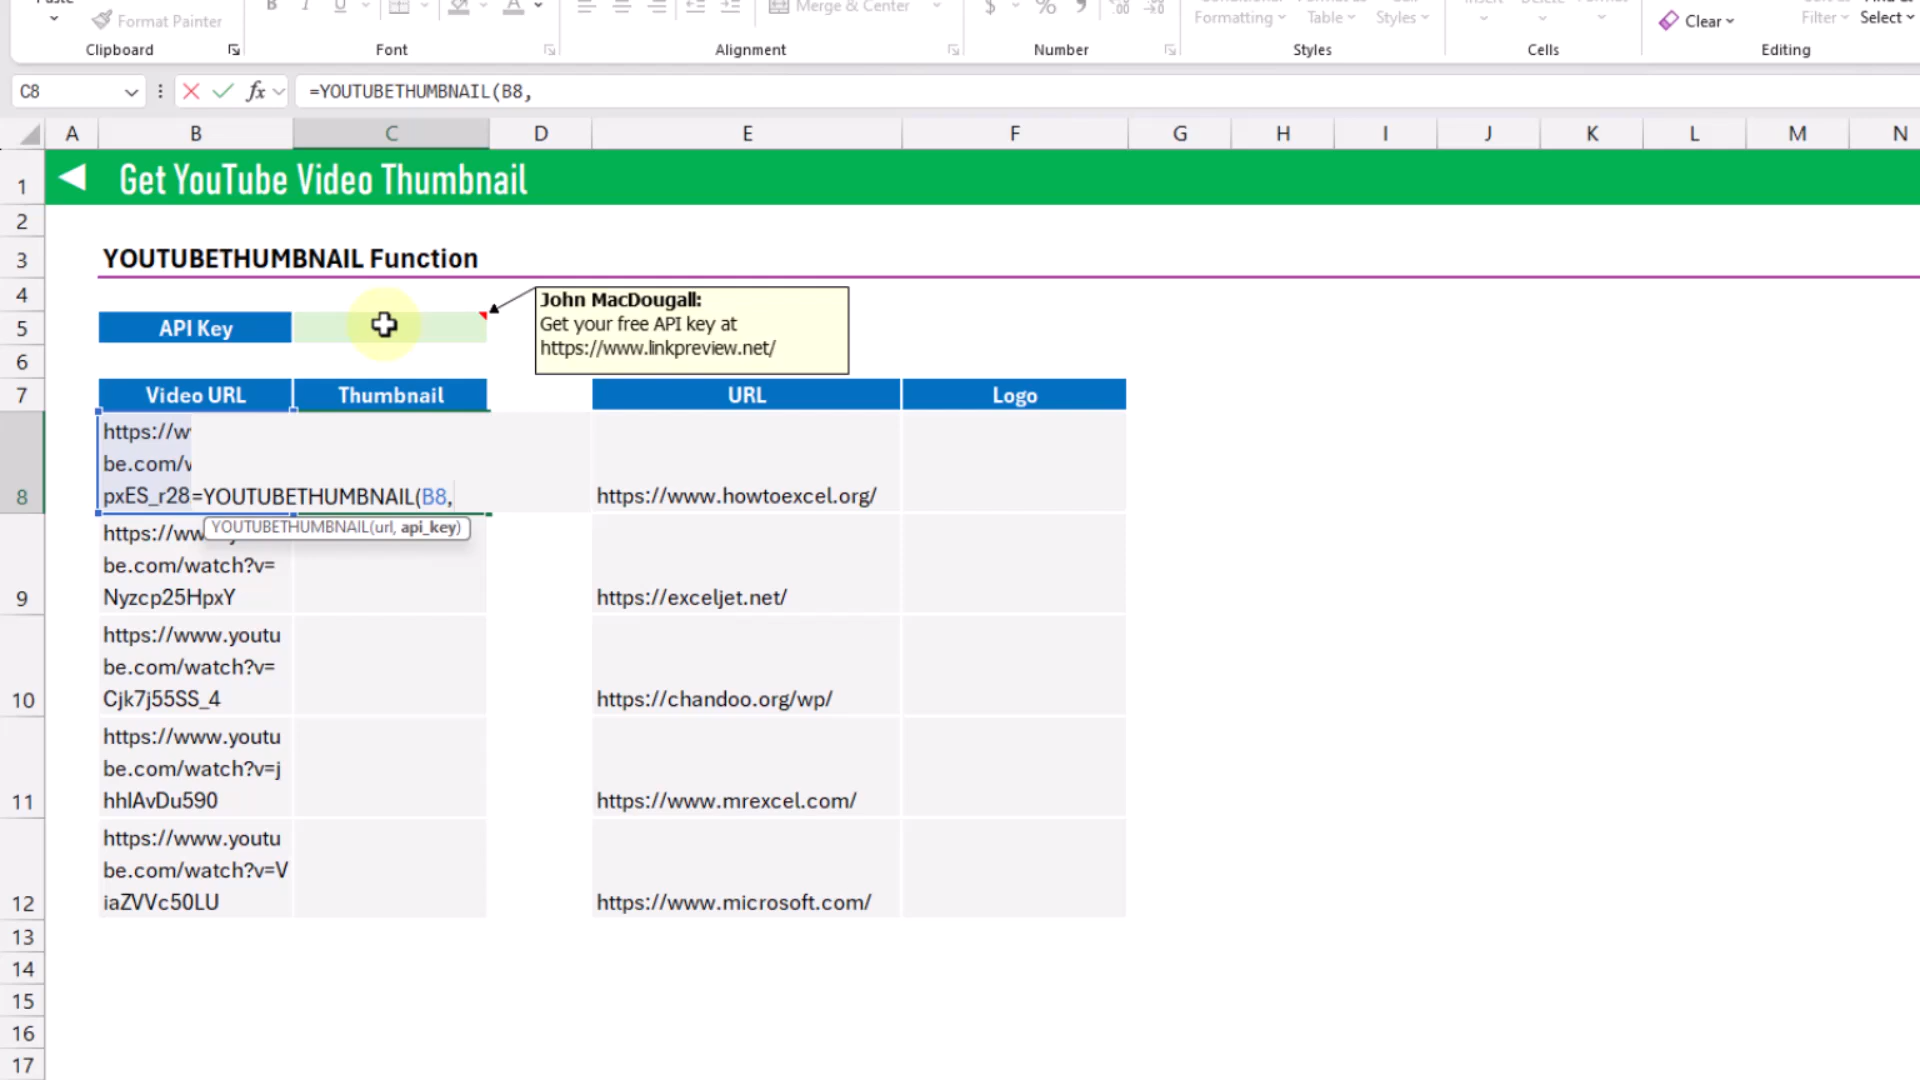 Format Painter
Merge & Center
$ % 9
Formatting
Table
Styles
Clear
Filter
Select
Clipboard
Font
Alignment
Number
Styles
Cells
Editing
C8
fx
=YOUTUBETHUMBNAIL(B8,
A B C D E F G H I J K L M N
1
Get YouTube Video Thumbnail
2
3
YOUTUBETHUMBNAIL Function
4
John MacDougall:
Get your free API key at
https://www.linkpreview.net/
5
API Key
6
7
Video URL
Thumbnail
URL
Logo
https://w
be.com/v
pxES_r28
=YOUTUBETHUMBNAIL(B8,
8
https://www.howtoexcel.org/
YOUTUBETHUMBNAIL(url, api_key)
be.com/watch?v=
Nyzcp25HpxY
9
https://exceljet.net/
https://www.youtu
be.com/watch?v=
Cjk7j55SS_4
10
https://chandoo.org/wp/
https://www.youtu
be.com/watch?v=j
hhlAvDu590
11
https://www.mrexcel.com/
https://www.youtu
be.com/watch?v=V
iaZVVc50LU
12
https://www.microsoft.com/
13
14
15
16
17